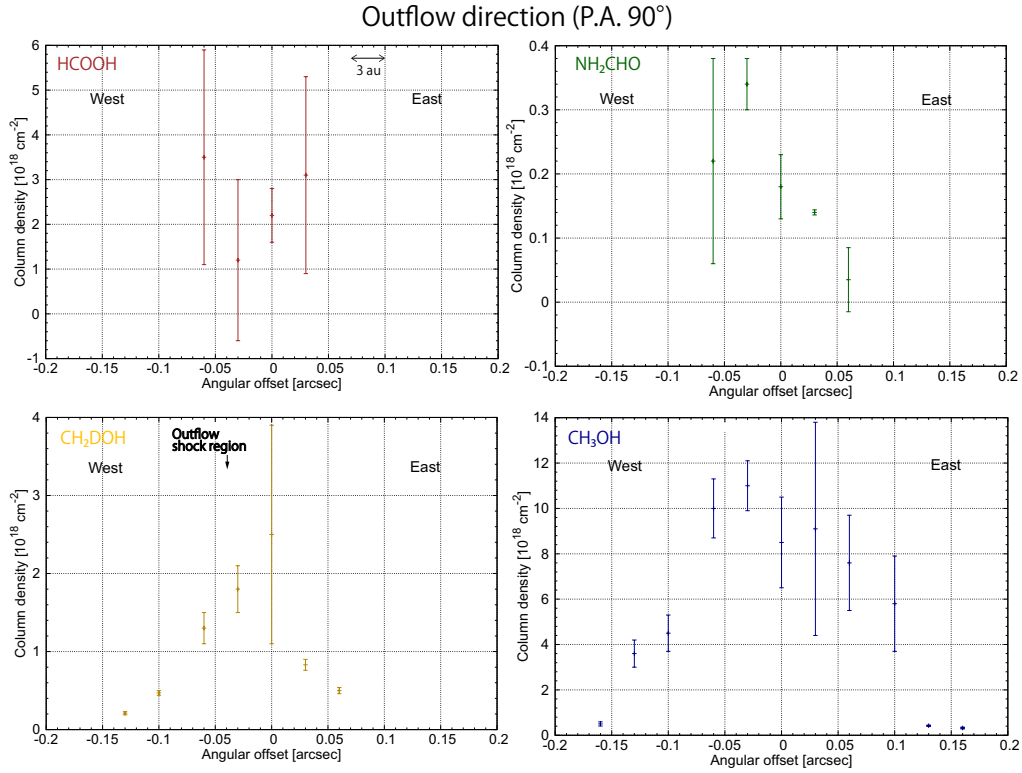 Outflow direction (P.A. 90°)
HCOOH
3 au
West
East
Column density [10^18 cm^-2]
6
5
4
3
2
1
0
-1
-0.2 -0.15 -0.1 -0.05 0 0.05 0.1 0.15 0.2
Angular offset [arcsec]
NH₂CHO
West
East
Column density [10^18 cm^-2]
0.4
0.3
0.2
0.1
0
-0.1
-0.2 -0.15 -0.1 -0.05 0 0.05 0.1 0.15 0.2
Angular offset [arcsec]
CH₂DOH
Outflow
shock region
West
East
Column density [10^18 cm^-2]
4
3
2
1
0
-0.2 -0.15 -0.1 -0.05 0 0.05 0.1 0.15 0.2
Angular offset [arcsec]
CH₃OH
West
East
Column density [10^18 cm^-2]
14
12
10
8
6
4
2
0
-0.2 -0.15 -0.1 -0.05 0 0.05 0.1 0.15 0.2
Angular offset [arcsec]